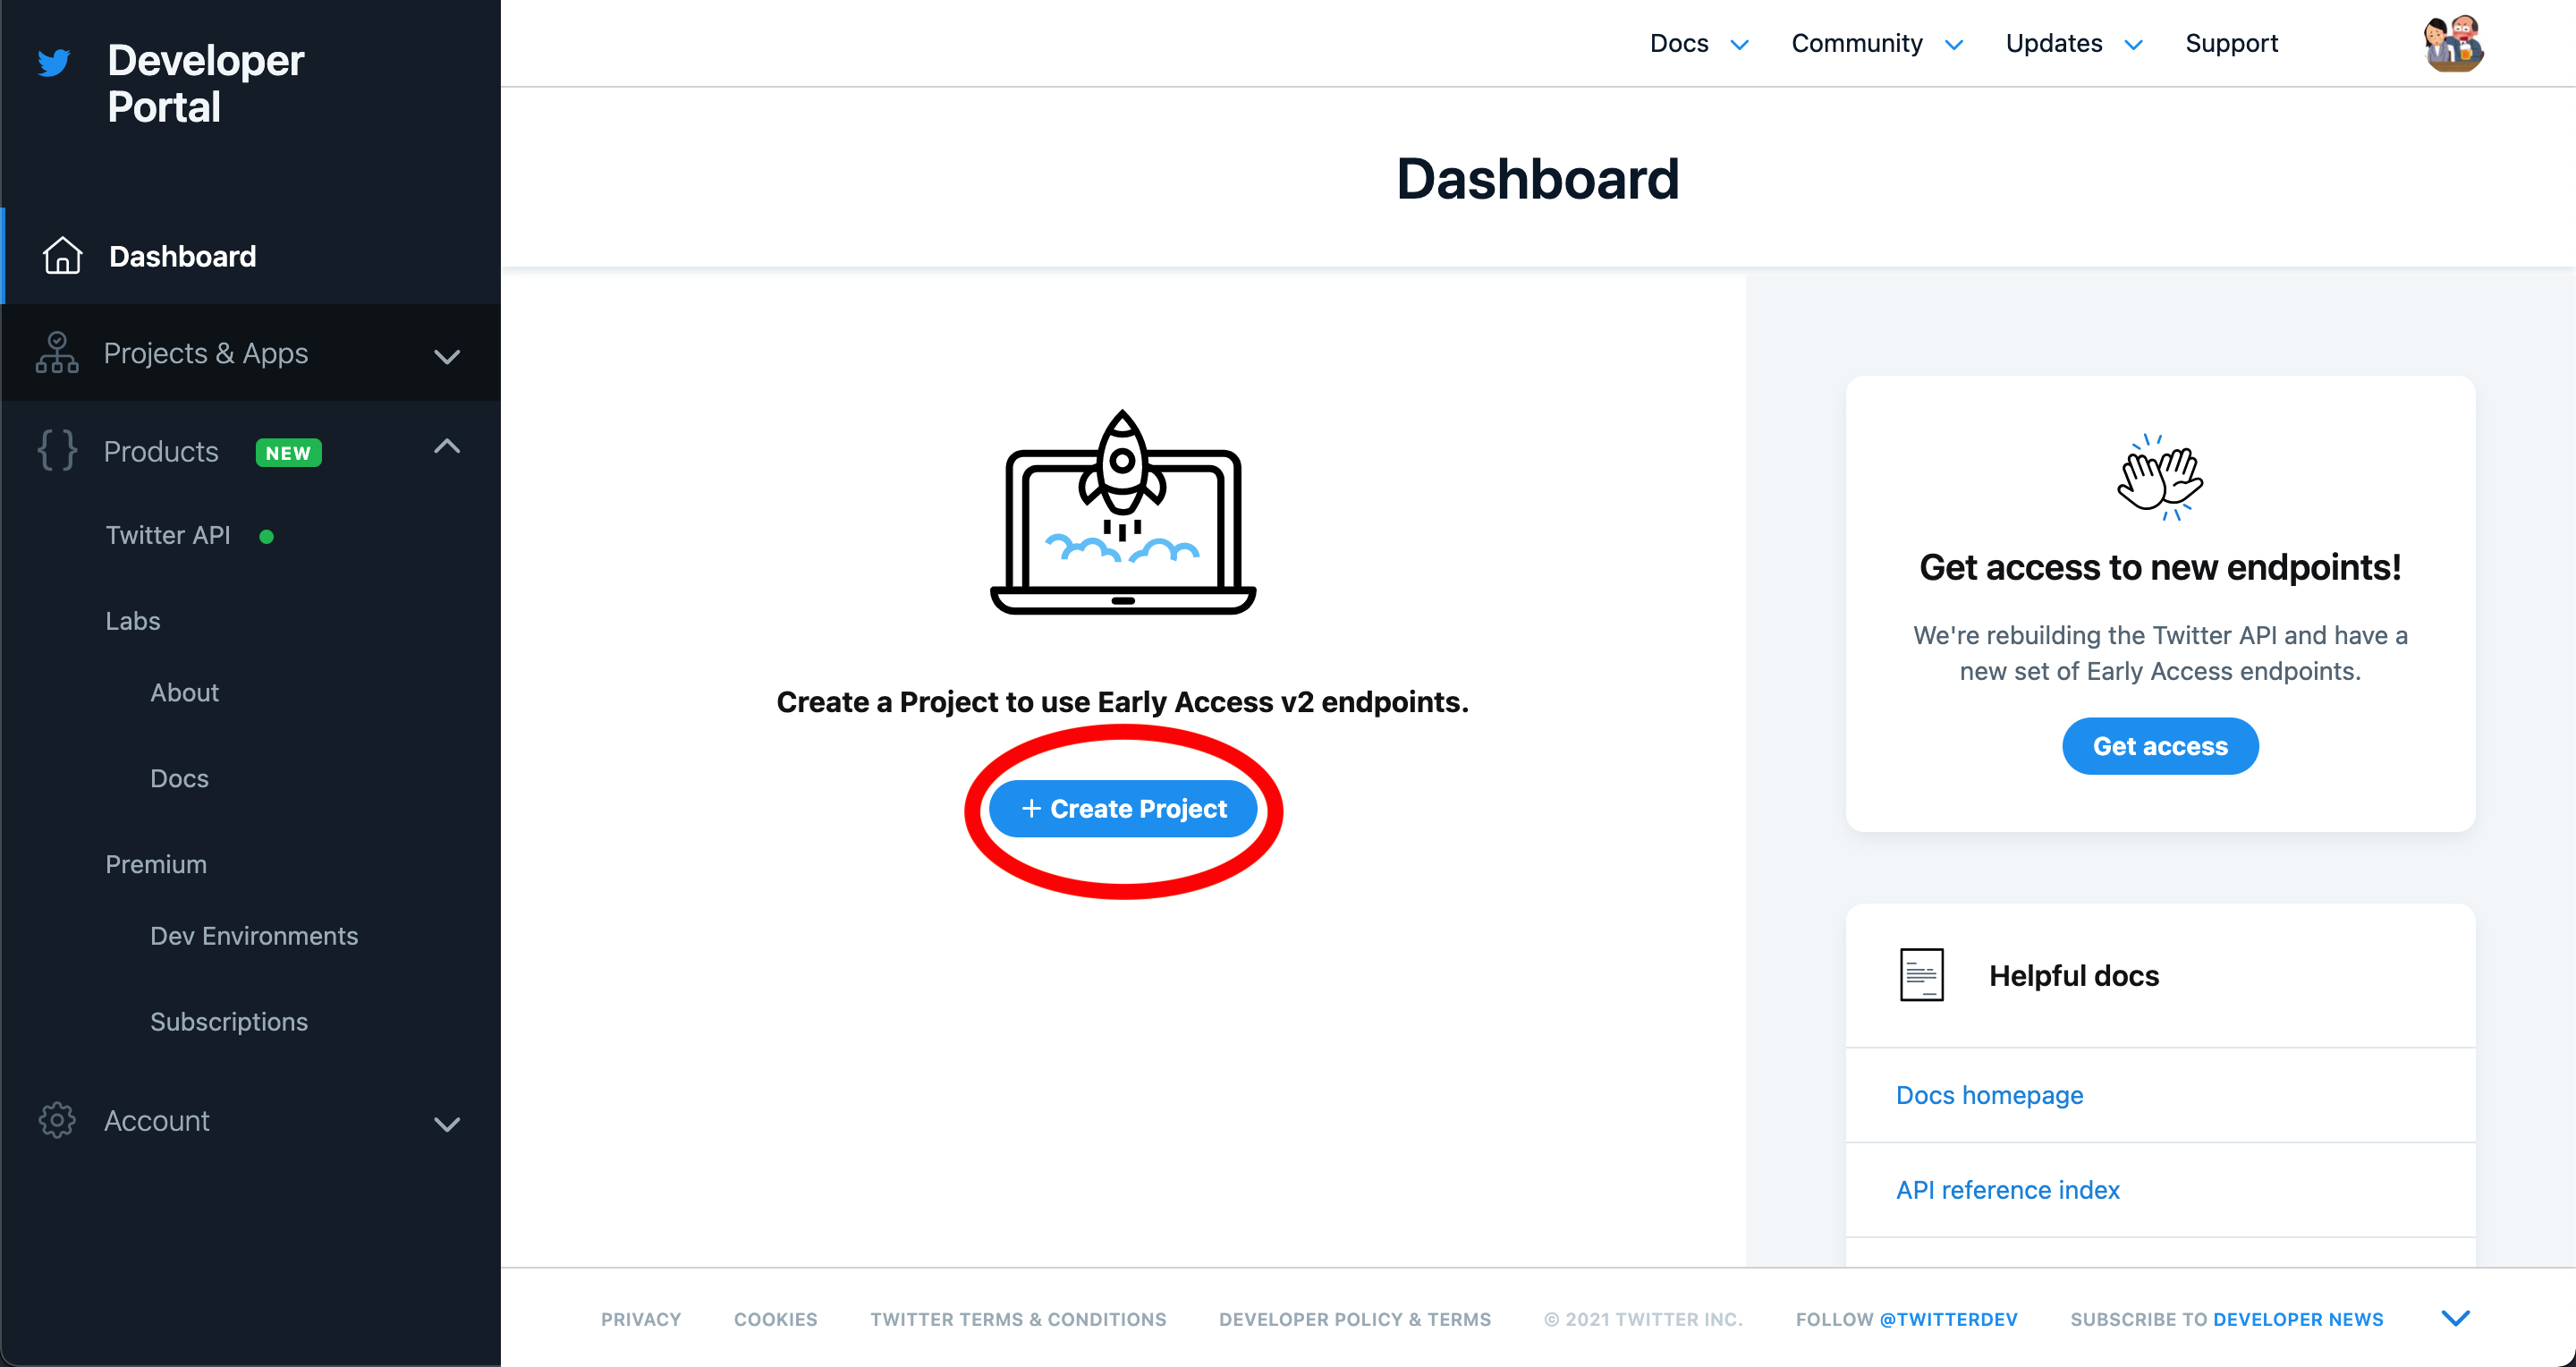 Developer
Portal
Dashboard
Projects & Apps
Products NEW
Twitter API
Labs
About
Docs
Premium
Dev Environments
Subscriptions
Account
Docs Community Updates Support
Dashboard
Create a Project to use Early Access v2 endpoints.
+ Create Project
Get access to new endpoints!
We're rebuilding the Twitter API and have a
new set of Early Access endpoints.
Get access
Helpful docs
Docs homepage
API reference index
PRIVACY COOKIES TWITTER TERMS & CONDITIONS DEVELOPER POLICY & TERMS © 2021 TWITTER INC. FOLLOW @TWITTERDEV SUBSCRIBE TO DEVELOPER NEWS